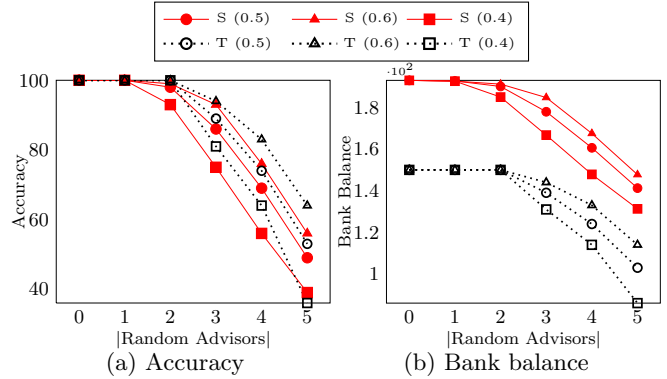 S (0.5) S (0.6) S (0.4)
T (0.5) T (0.6) T (0.4)
·10²
100
80
60
40
Accuracy
0 1 2 3 4 5
|Random Advisors|
(a) Accuracy
1.8
1.6
1.4
1.2
1
Bank Balance
0 1 2 3 4 5
|Random Advisors|
(b) Bank balance